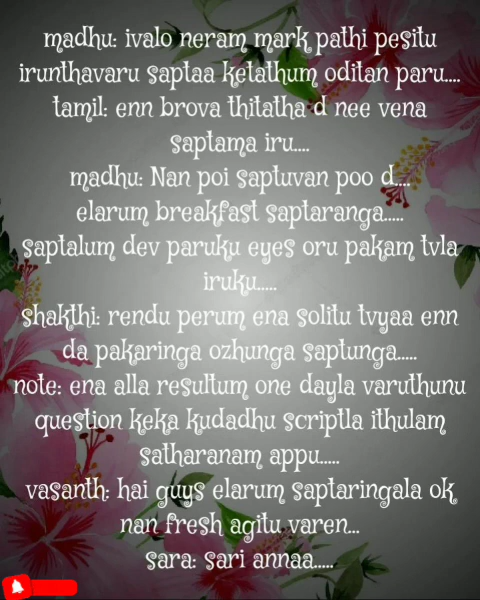 madhu: ivalo neram mark pathi pesitu
irunthavaru saptaa ketathum oditan paru....
tamil: enn brova thitatha d nee vena
saptama iru....
madhu: Nan poi saptuvan poo d....
elarum breakfast saptaranga.....
saptalum dev paruku eyes oru pakam tvla
iruku.....
shakthi: rendu perum ena solitu tvyaa enn
da pakaringa ozhunga saptunga.....
note: ena alla resultum one dayla varuthunu
question keka kudadhu scriptla ithulam
satharanam appu.....
vasanth: hai guys elarum saptaringala ok
nan fresh agitu varen...
sara: sari annaa.....